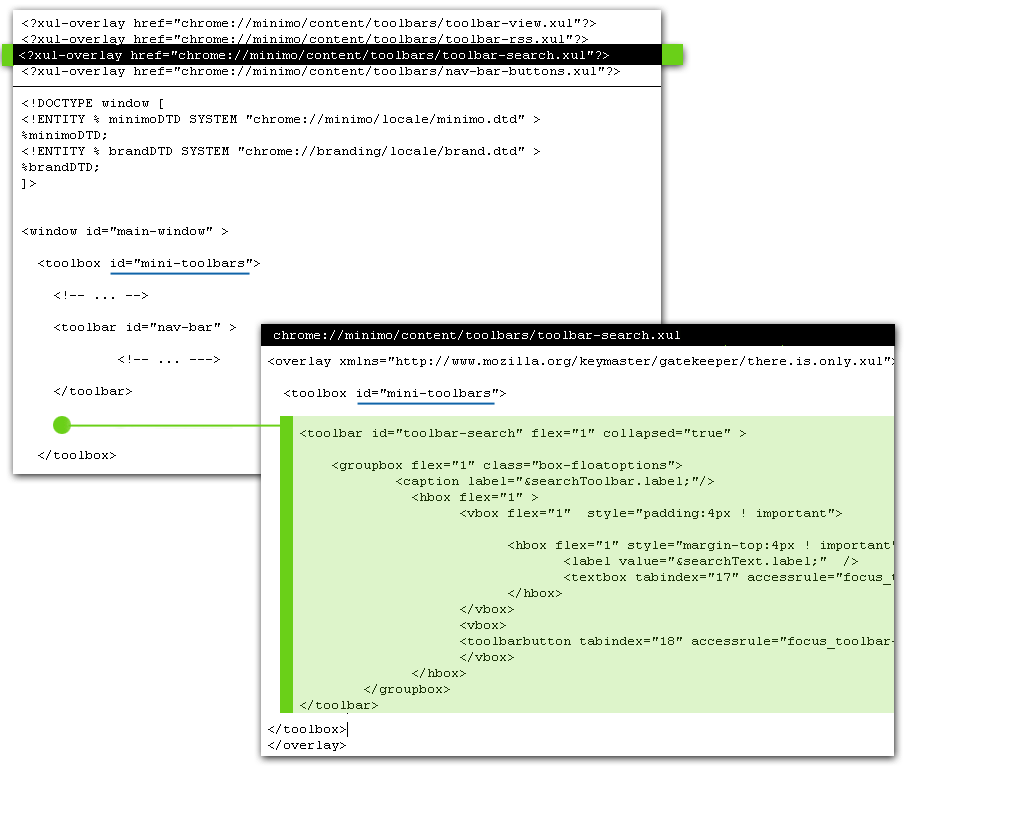 <?xul-overlay href="chrome://minimo/content/toolbars/toolbar-view.xul"?>
<?xul-overlay href="chrome://minimo/content/toolbars/toolbar-rss.xul"?>
<?xul-overlay href="chrome://minimo/content/toolbars/toolbar-search.xul"?>
<?xul-overlay href="chrome://minimo/content/toolbars/nav-bar-buttons.xul"?>
<!DOCTYPE window [
<!ENTITY % minimoDTD SYSTEM "chrome://minimo/locale/minimo.dtd" >
%minimoDTD;
<!ENTITY % brandDTD SYSTEM "chrome://branding/locale/brand.dtd" >
%brandDTD;
]>
<window id="main-window" >
<toolbox id="mini-toolbars">
<!-- ... -->
<toolbar id="nav-bar" >
<!-- ... --->
</toolbar>
</toolbox>
chrome://minimo/content/toolbars/toolbar-search.xul
<overlay xmlns="http://www.mozilla.org/keymaster/gatekeeper/there.is.only.xul">
<toolbox id="mini-toolbars">
<toolbar id="toolbar-search" flex="1" collapsed="true" >
<groupbox flex="1" class="box-floatoptions">
<caption label="&searchToolbar.label;"/>
<hbox flex="1" >
<vbox flex="1"  style="padding:4px ! important">
<hbox flex="1" style="margin-top:4px ! important"
<label value="&searchText.label;"  />
<textbox tabindex="17" accessrule="focus_t
</hbox>
</vbox>
<vbox>
<toolbarbutton tabindex="18" accessrule="focus_toolbar-
</vbox>
</hbox>
</groupbox>
</toolbar>
</toolbox>
</overlay>